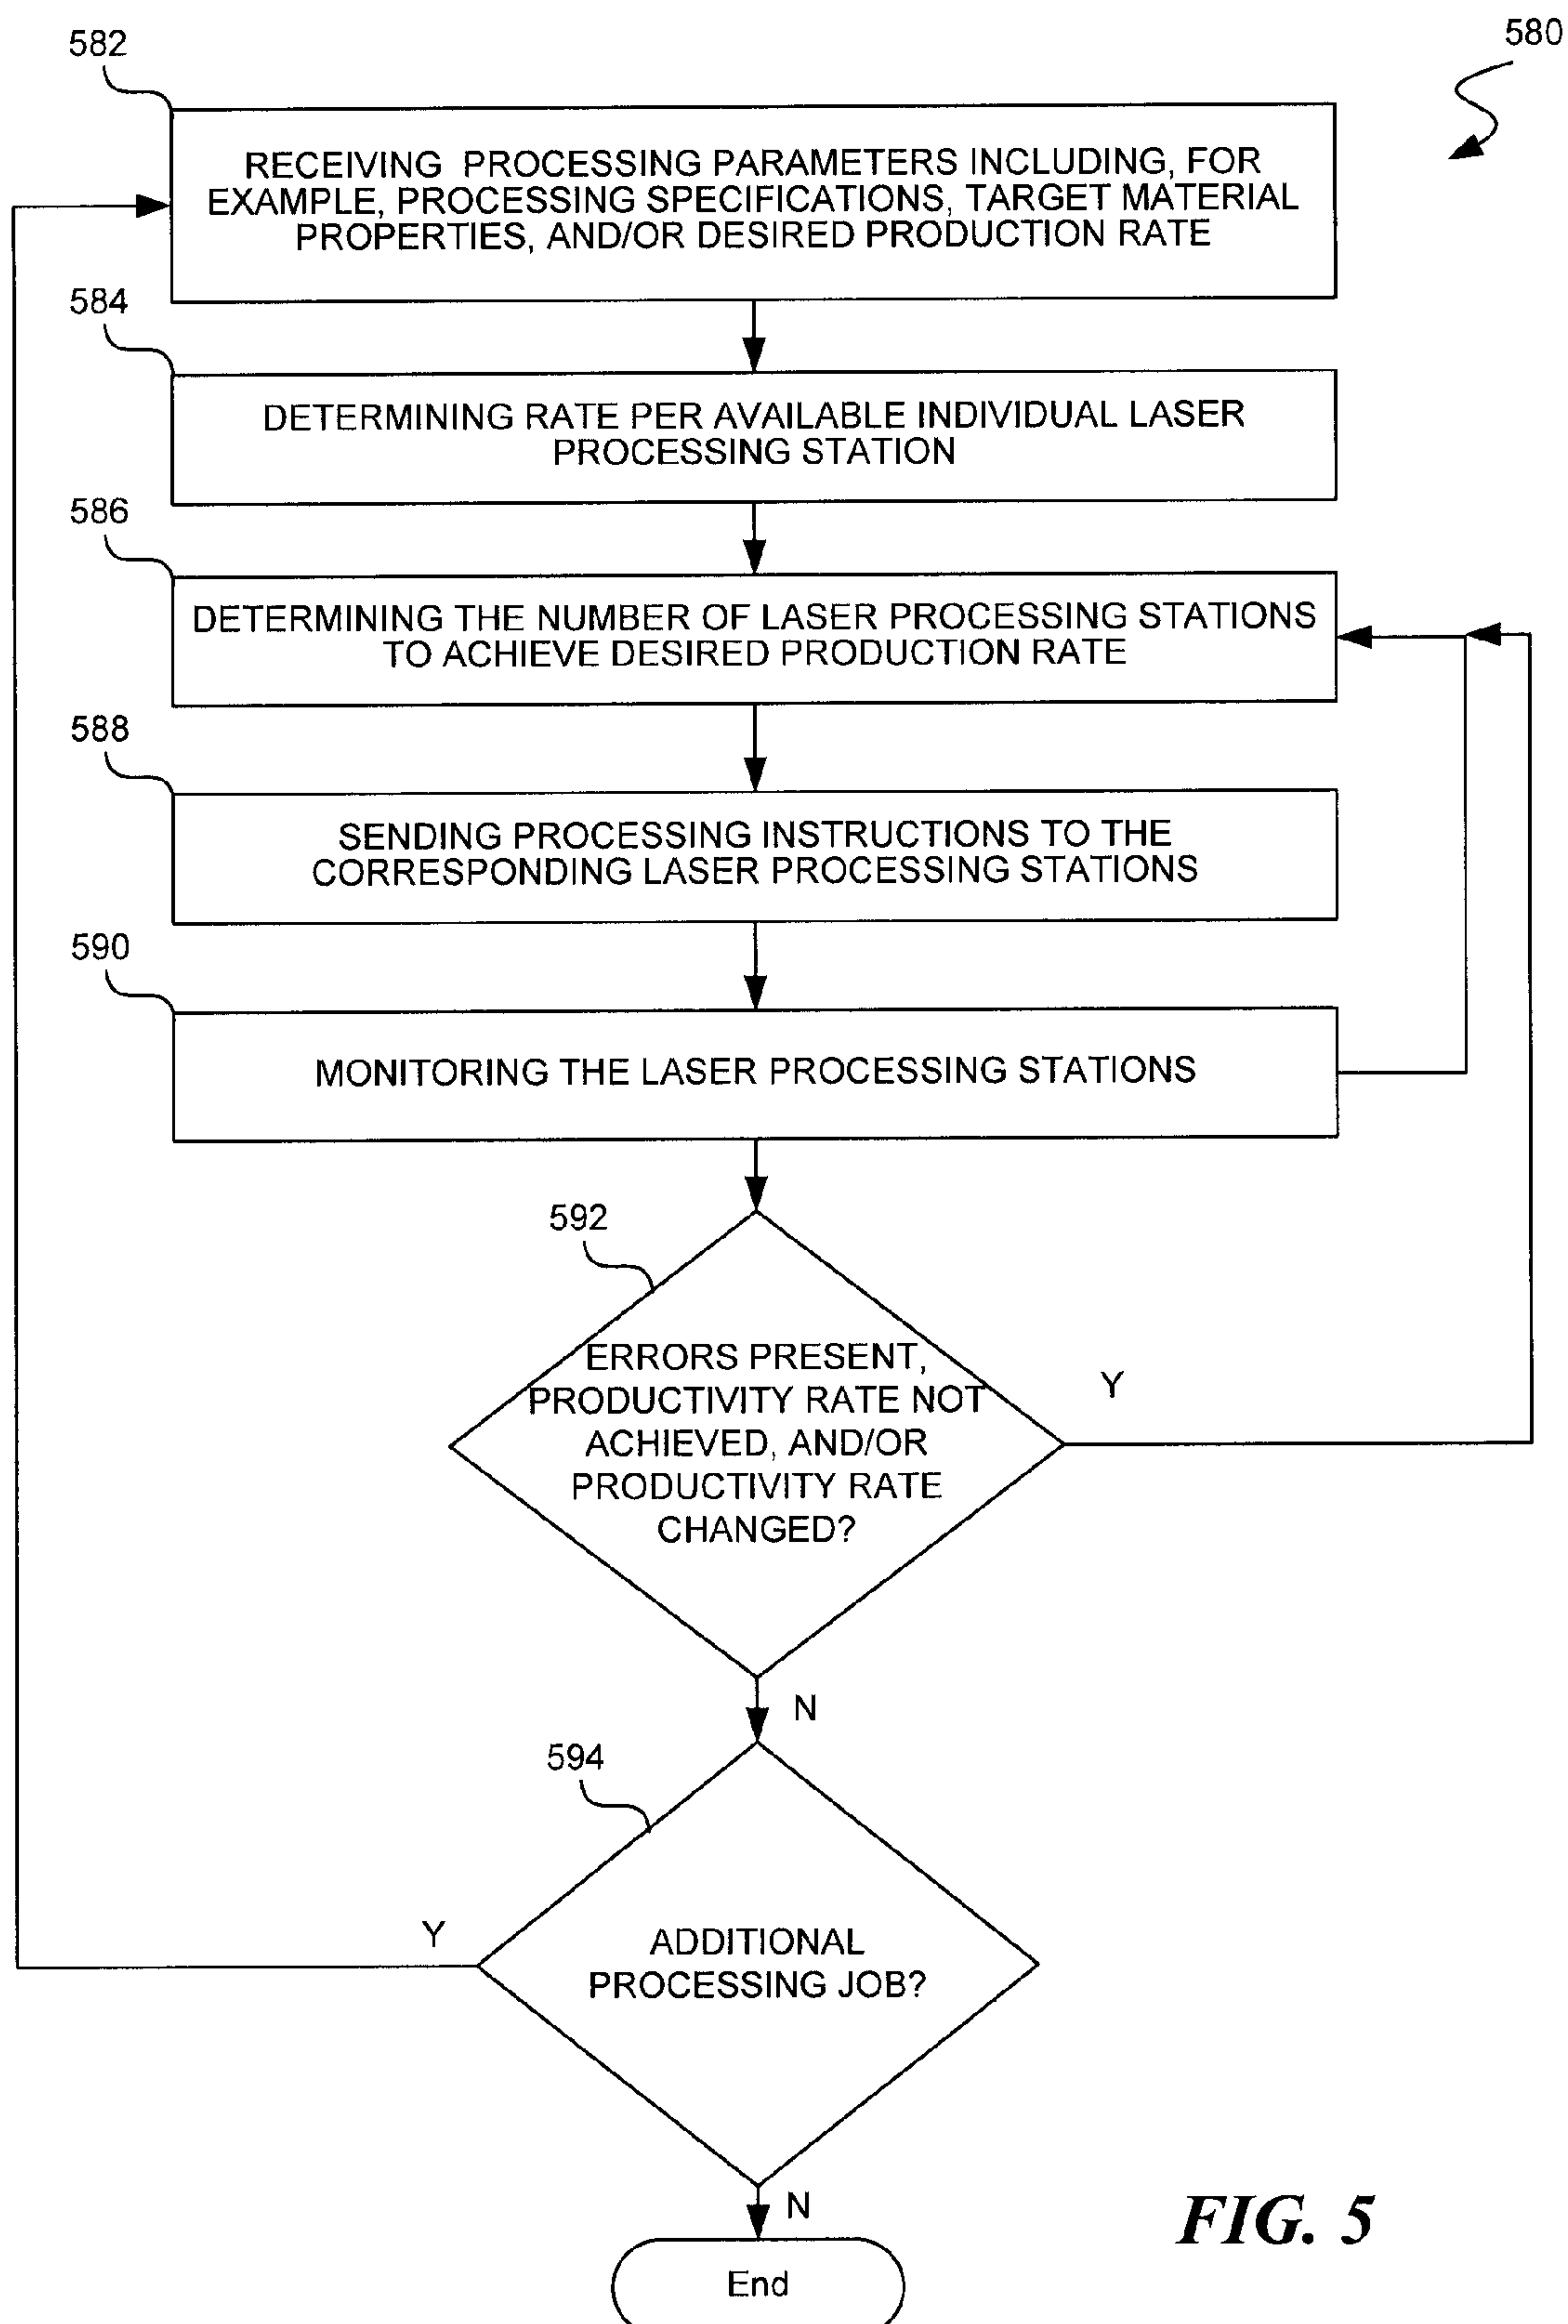 580
582
RECEIVING PROCESSING PARAMETERS INCLUDING, FOR
EXAMPLE, PROCESSING SPECIFICATIONS, TARGET MATERIAL
PROPERTIES, AND/OR DESIRED PRODUCTION RATE
584
DETERMINING RATE PER AVAILABLE INDIVIDUAL LASER
PROCESSING STATION
586
DETERMINING THE NUMBER OF LASER PROCESSING STATIONS
TO ACHIEVE DESIRED PRODUCTION RATE
588
SENDING PROCESSING INSTRUCTIONS TO THE
CORRESPONDING LASER PROCESSING STATIONS
590
MONITORING THE LASER PROCESSING STATIONS
592
ERRORS PRESENT,
PRODUCTIVITY RATE NOT
ACHIEVED, AND/OR
PRODUCTIVITY RATE
CHANGED?
Y
N
594
Y
ADDITIONAL
PROCESSING JOB?
N
End
FIG. 5